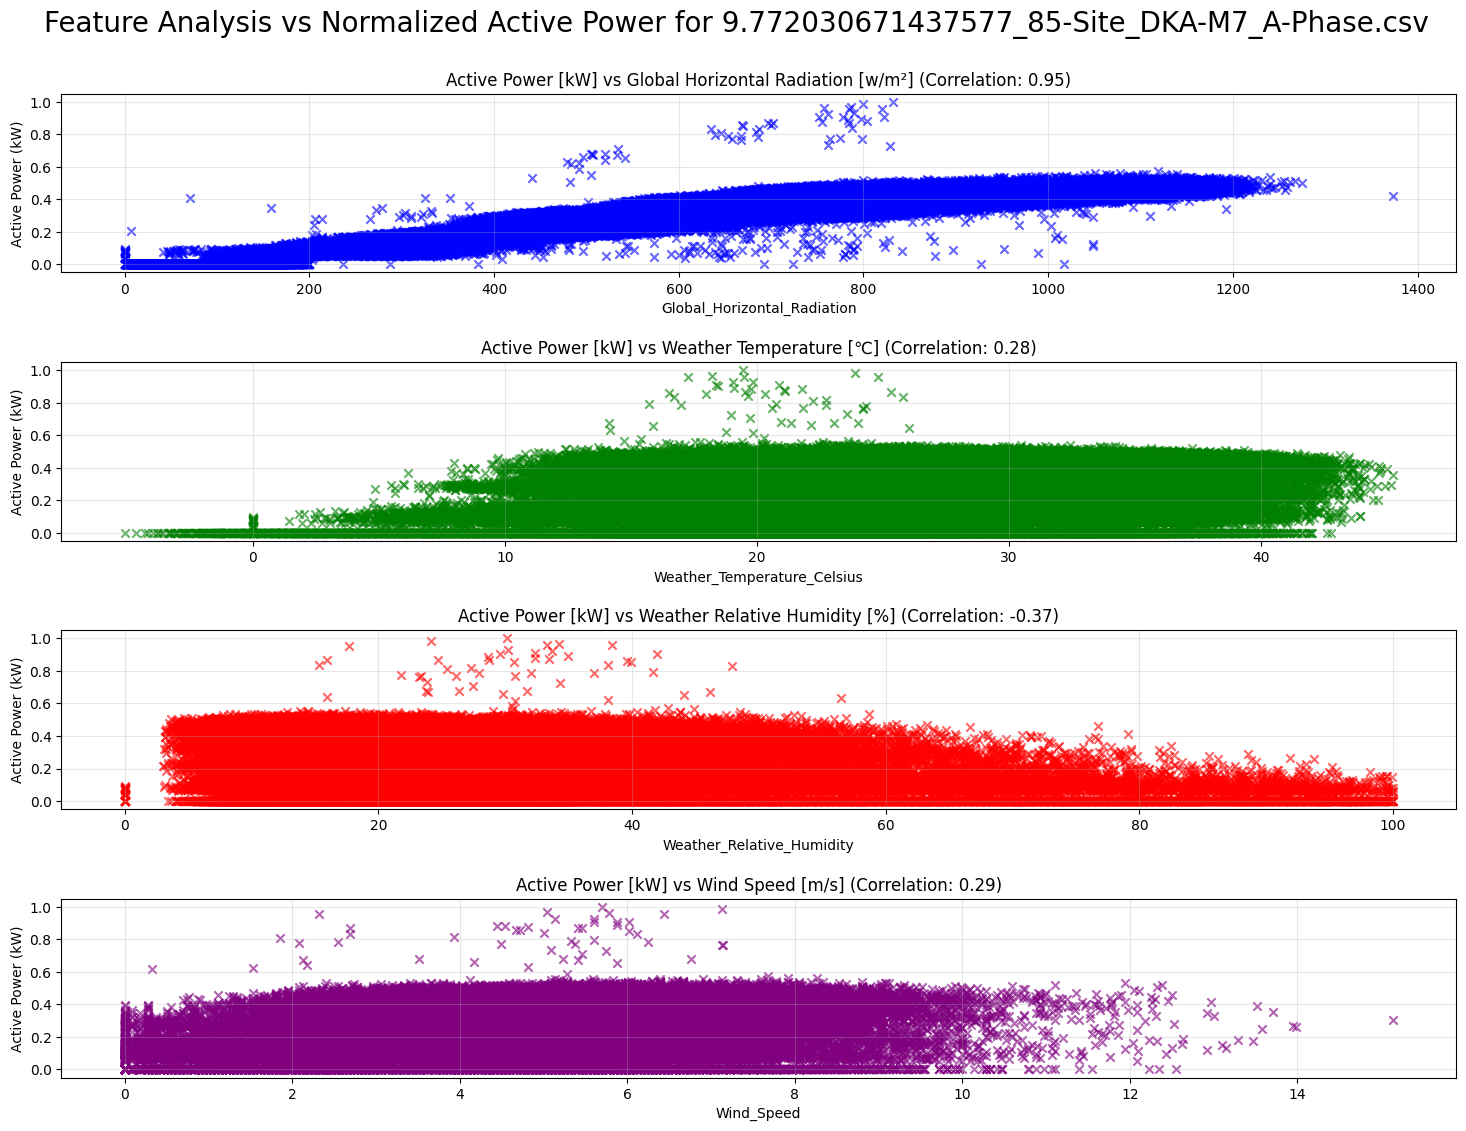 Feature Analysis vs Normalized Active Power for 9.772030671437577_85-Site_DKA-M7_A-Phase.csv
Active Power [kW] vs Global Horizontal Radiation [w/m²] (Correlation: 0.95)
Active Power (kW)
1.0
0.8
0.6
0.4
0.2
0.0
0 200 400 600 800 1000 1200 1400
Global_Horizontal_Radiation
Active Power [kW] vs Weather Temperature [℃] (Correlation: 0.28)
Active Power (kW)
1.0
0.8
0.6
0.4
0.2
0.0
0 10 20 30 40
Weather_Temperature_Celsius
Active Power [kW] vs Weather Relative Humidity [%] (Correlation: -0.37)
Active Power (kW)
1.0
0.8
0.6
0.4
0.2
0.0
0 20 40 60 80 100
Weather_Relative_Humidity
Active Power [kW] vs Wind Speed [m/s] (Correlation: 0.29)
Active Power (kW)
1.0
0.8
0.6
0.4
0.2
0.0
0 2 4 6 8 10 12 14
Wind_Speed